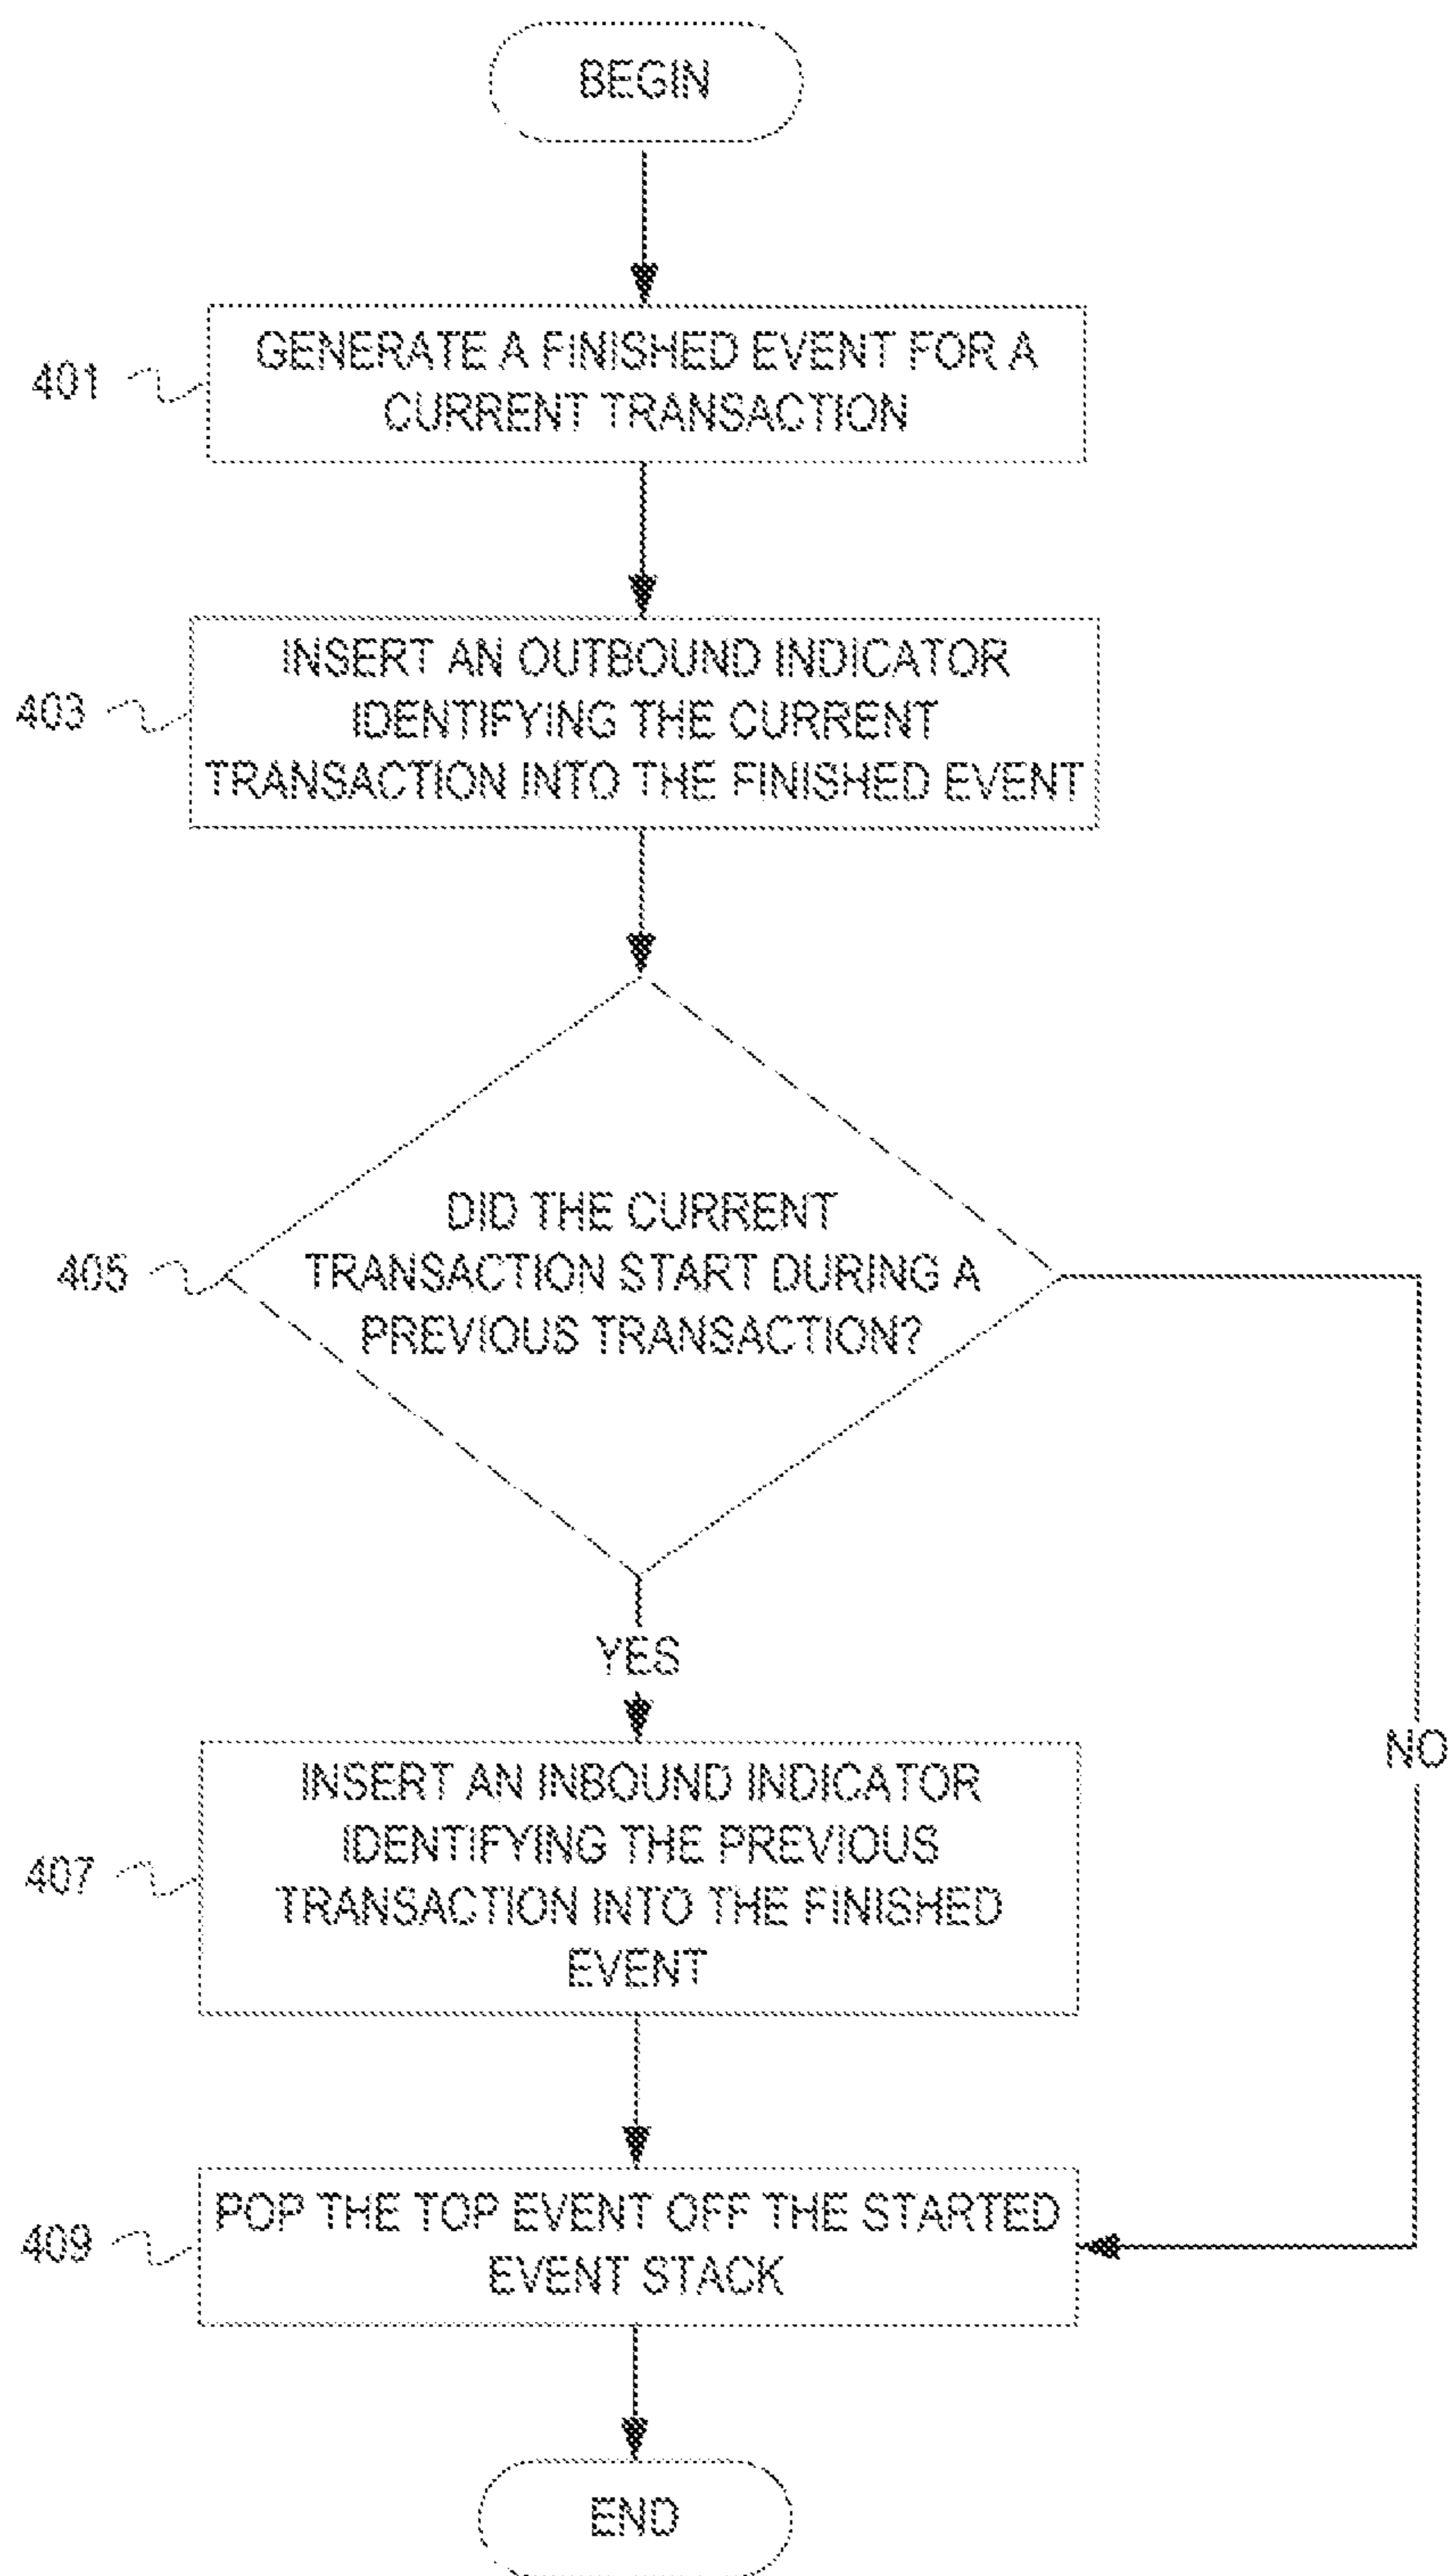 BEGIN
401
GENERATE A FINISHED EVENT FOR A
CURRENT TRANSACTION
403
INSERT AN OUTBOUND INDICATOR
IDENTIFYING THE CURRENT
TRANSACTION INTO THE FINISHED EVENT
405
DID THE CURRENT
TRANSACTION START DURING A
PREVIOUS TRANSACTION?
YES
NO
407
INSERT AN INBOUND INDICATOR
IDENTIFYING THE PREVIOUS
TRANSACTION INTO THE FINISHED
EVENT
409
POP THE TOP EVENT OFF THE STARTED
EVENT STACK
END